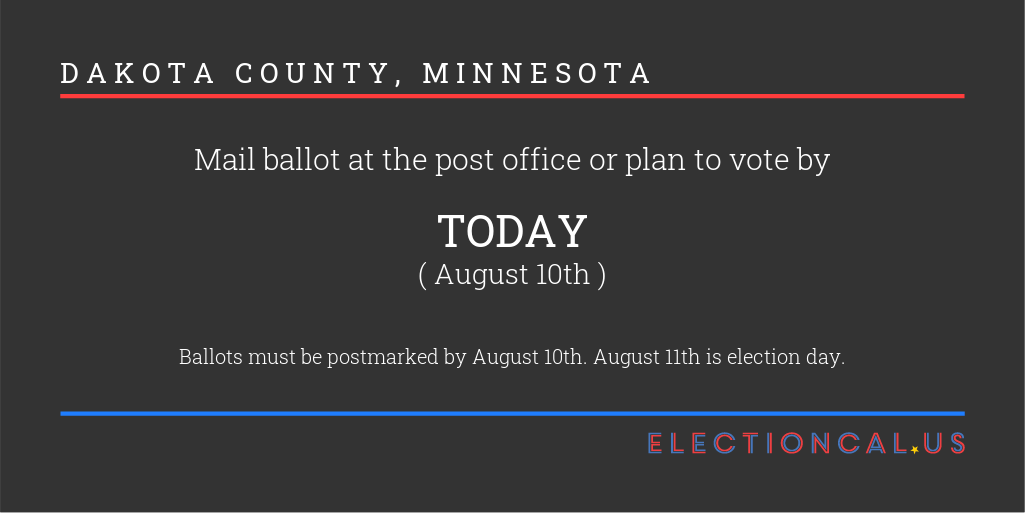 DAKOTA COUNTY, MINNESOTA
Mail ballot at the post office or plan to vote by
TODAY
( August 10th )
Ballots must be postmarked by August 10th. August 11th is election day.
ELECTIONCAL.US